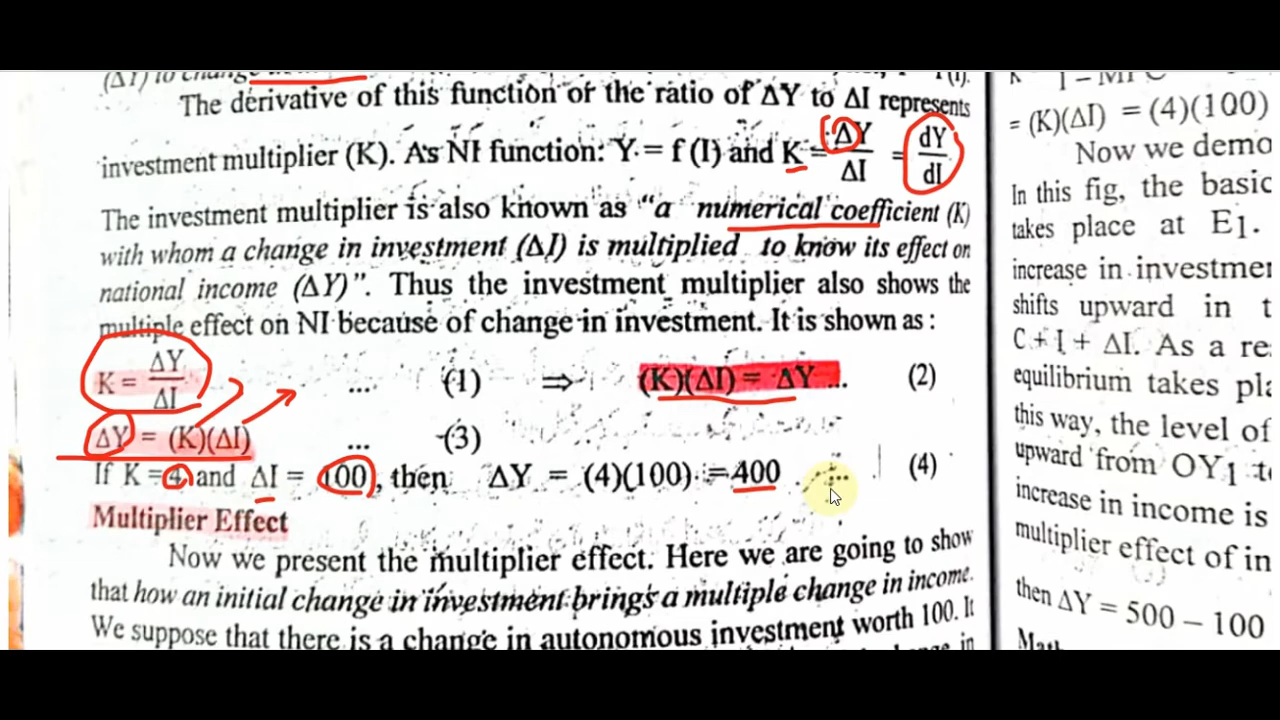 (ΔY) to change
The derivative of this function or the ratio of ΔY to ΔI represents
investment multiplier (K). As NI function: Y = f (I) and K = ΔY/ΔI = dY/dI
The investment multiplier is also known as "a numerical coefficient (K)
with whom a change in investment (ΔI) is multiplied to know its effect on
national income (ΔY)". Thus the investment multiplier also shows the
multiple effect on NI because of change in investment. It is shown as :
K = ΔY/ΔI ... (1) ⇒ (K)(ΔI) = ΔY ... (2)
ΔY = (K)(ΔI) ... (3)
If K = 4 and ΔI = 100, then ΔY = (4)(100) = 400 ... (4)
Multiplier Effect
Now we present the multiplier effect. Here we are going to show
that how an initial change in investment brings a multiple change in income.
We suppose that there is a change in autonomous investment worth 100. It
in
K 1 – MPC
= (K)(ΔI) = (4)(100)
Now we demo
In this fig, the basic
takes place at E1.
increase in investmen
shifts upward in t
C + I + ΔI. As a re
equilibrium takes pla
this way, the level of
upward from OY1 to
increase in income is
multiplier effect of in
then ΔY = 500 – 100